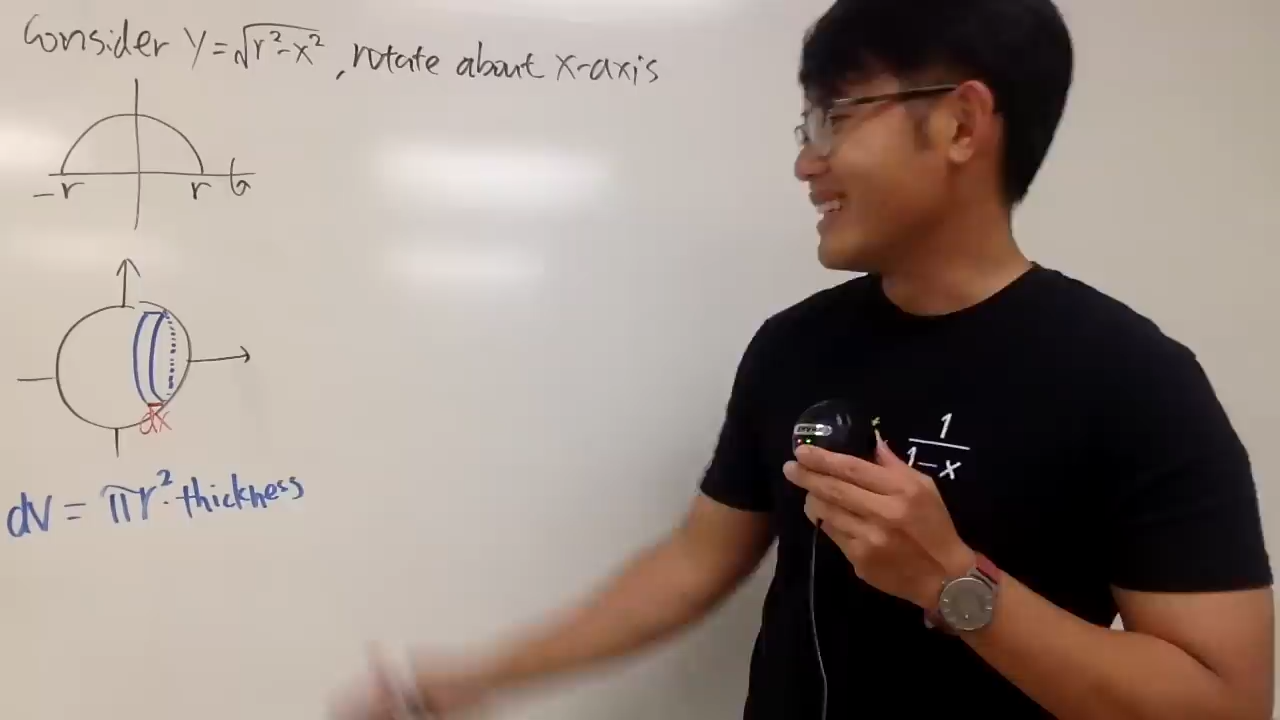 Consider y = √r²-x² , rotate about x-axis
-r r
dx
dV = πr² · thickness
1
1-x